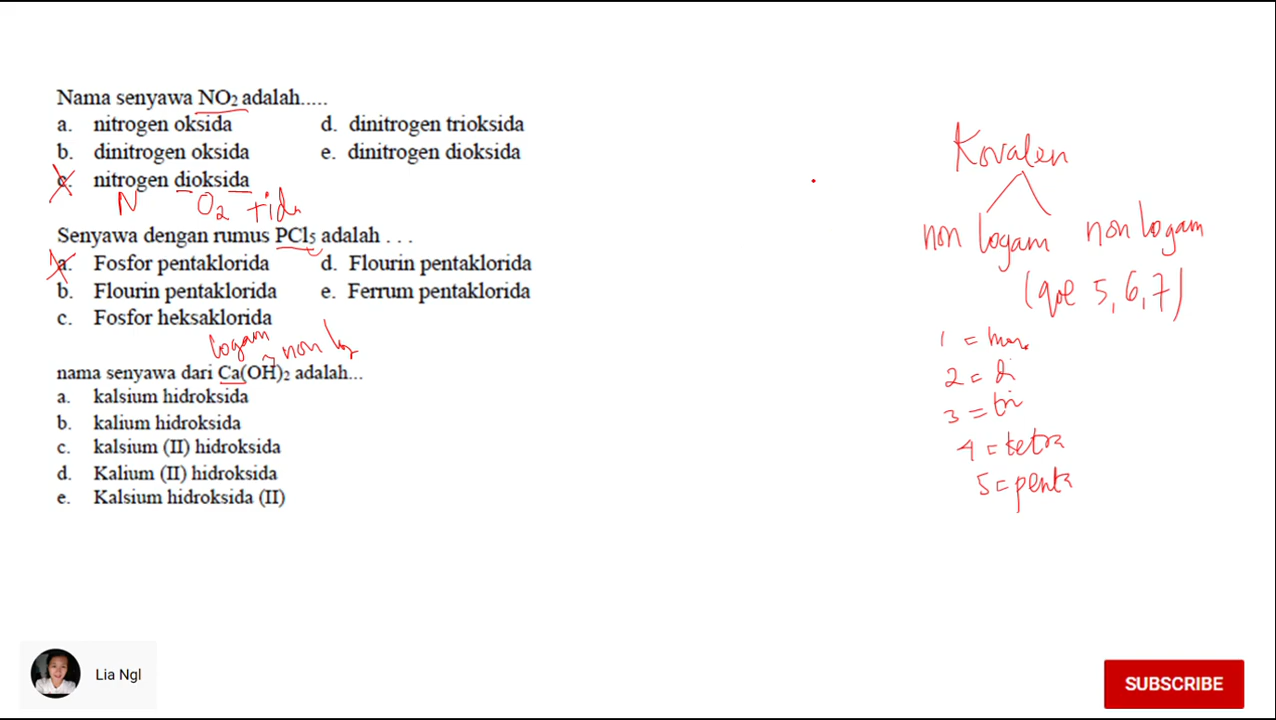 Nama senyawa NO₂ adalah.....
a. nitrogen oksida d. dinitrogen trioksida
b. dinitrogen oksida e. dinitrogen dioksida
c. nitrogen dioksida
N O₂
Senyawa dengan rumus PCl₅ adalah . . .
a. Fosfor pentaklorida d. Flourin pentaklorida
b. Flourin pentaklorida e. Ferrum pentaklorida
c. Fosfor heksaklorida
logam non
nama senyawa dari Ca(OH)₂ adalah...
a. kalsium hidroksida
b. kalium hidroksida
c. kalsium (II) hidroksida
d. Kalium (II) hidroksida
e. Kalsium hidroksida (II)
Kovalen
non logam non logam
(gol 5, 6, 7)
1 = mono
2 = di
3 = tri
4 = tetra
5 = penta
Lia Ngl
SUBSCRIBE